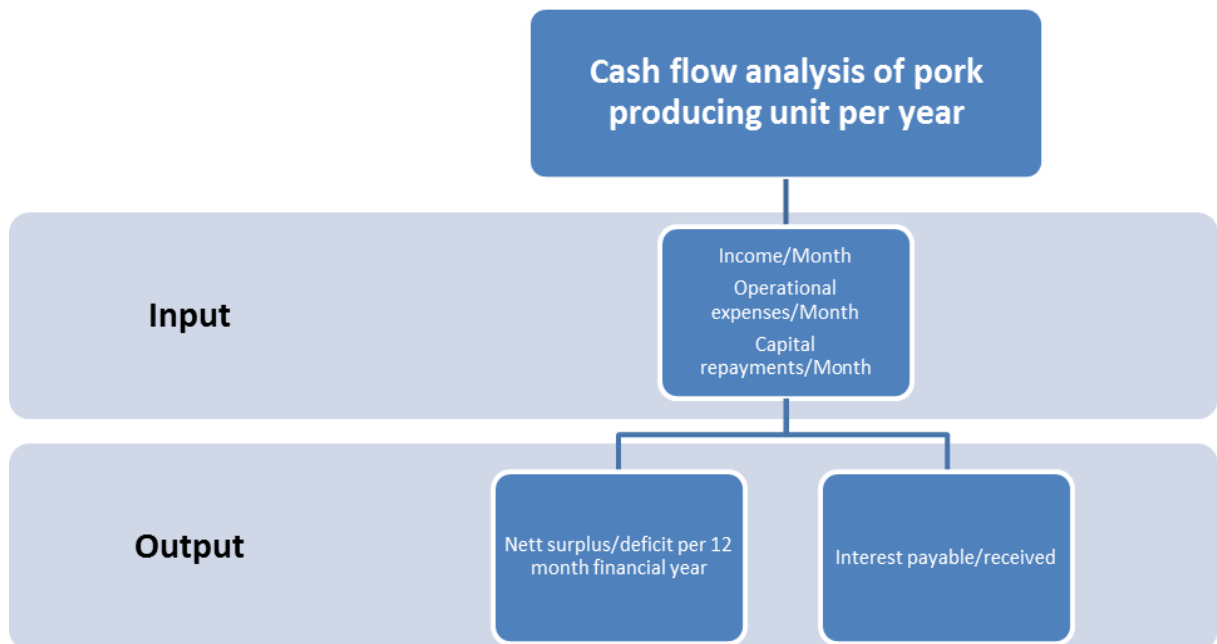 Cash flow analysis of pork
producing unit per year
Input
Income/Month
Operational
expenses/Month
Capital
repayments/Month
Output
Nett surplus/deficit per 12
month financial year
Interest payable/received